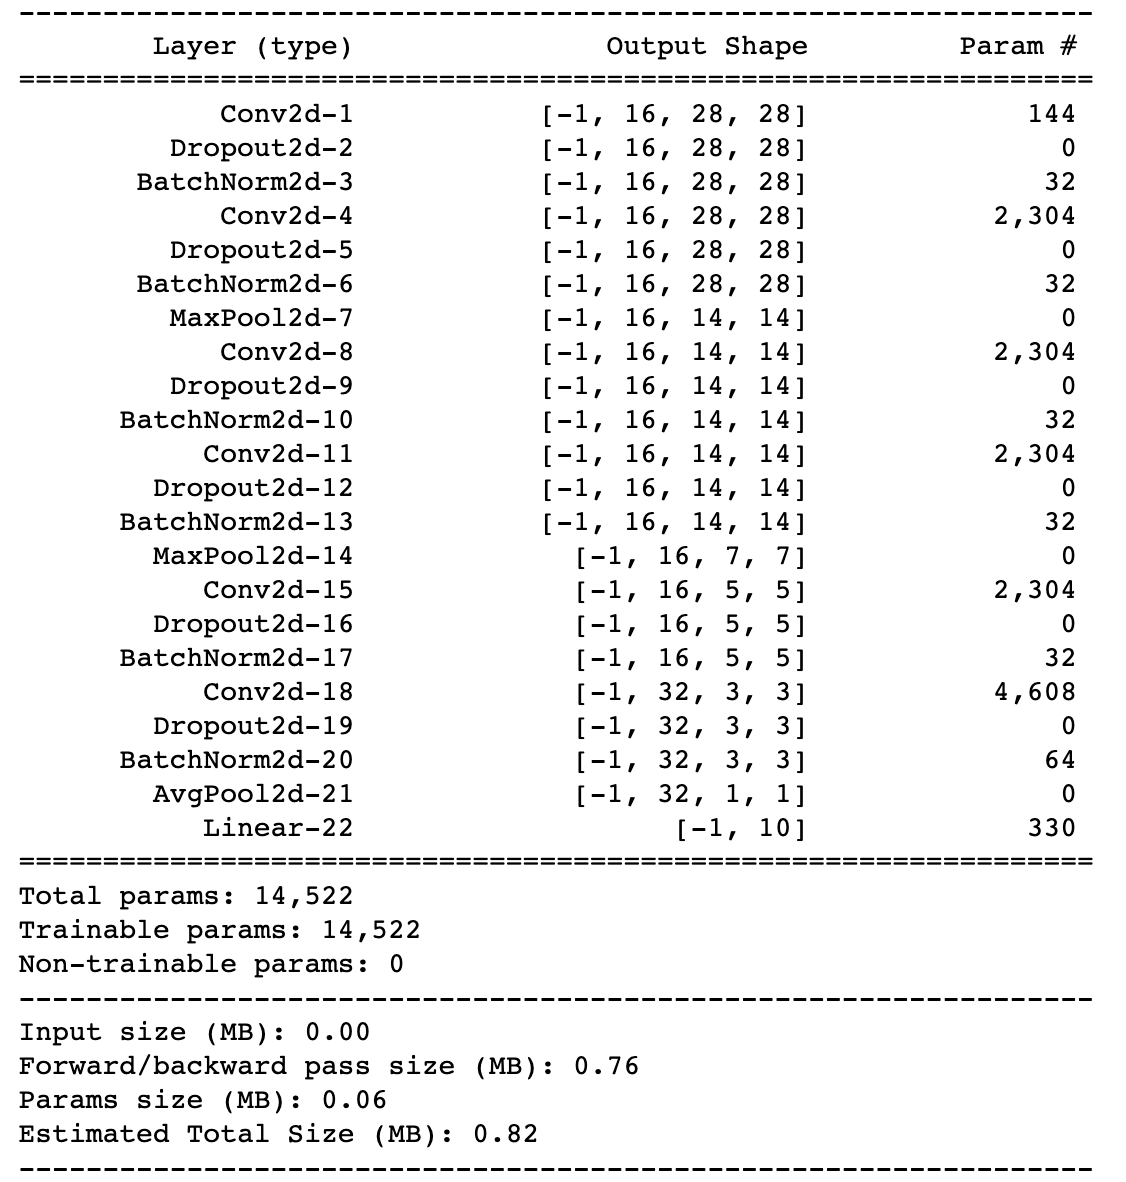 ----------------------------------------------------------------
Layer (type) Output Shape Param #
================================================================
Conv2d-1 [-1, 16, 28, 28] 144
Dropout2d-2 [-1, 16, 28, 28] 0
BatchNorm2d-3 [-1, 16, 28, 28] 32
Conv2d-4 [-1, 16, 28, 28] 2,304
Dropout2d-5 [-1, 16, 28, 28] 0
BatchNorm2d-6 [-1, 16, 28, 28] 32
MaxPool2d-7 [-1, 16, 14, 14] 0
Conv2d-8 [-1, 16, 14, 14] 2,304
Dropout2d-9 [-1, 16, 14, 14] 0
BatchNorm2d-10 [-1, 16, 14, 14] 32
Conv2d-11 [-1, 16, 14, 14] 2,304
Dropout2d-12 [-1, 16, 14, 14] 0
BatchNorm2d-13 [-1, 16, 14, 14] 32
MaxPool2d-14 [-1, 16, 7, 7] 0
Conv2d-15 [-1, 16, 5, 5] 2,304
Dropout2d-16 [-1, 16, 5, 5] 0
BatchNorm2d-17 [-1, 16, 5, 5] 32
Conv2d-18 [-1, 32, 3, 3] 4,608
Dropout2d-19 [-1, 32, 3, 3] 0
BatchNorm2d-20 [-1, 32, 3, 3] 64
AvgPool2d-21 [-1, 32, 1, 1] 0
Linear-22 [-1, 10] 330
================================================================
Total params: 14,522
Trainable params: 14,522
Non-trainable params: 0
----------------------------------------------------------------
Input size (MB): 0.00
Forward/backward pass size (MB): 0.76
Params size (MB): 0.06
Estimated Total Size (MB): 0.82
----------------------------------------------------------------